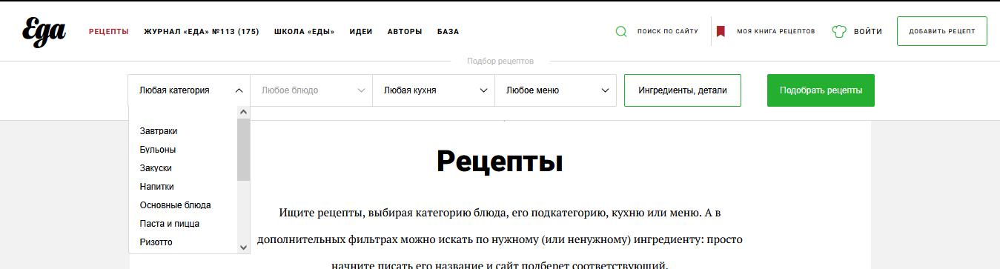 Еда
РЕЦЕПТЫ ЖУРНАЛ «ЕДА» №113 (175) ШКОЛА «ЕДЫ» ИДЕИ АВТОРЫ БАЗА ПОИСК ПО САЙТУ МОЯ КНИГА РЕЦЕПТОВ ВОЙТИ ДОБАВИТЬ РЕЦЕПТ
Подбор рецептов
Любая категория Любое блюдо Любая кухня Любое меню Ингредиенты, детали Подобрать рецепты
Завтраки
Бульоны
Закуски
Напитки
Основные блюда
Паста и пицца
Ризотто
Рецепты
Ищите рецепты, выбирая категорию блюда, его подкатегорию, кухню или меню. А в
дополнительных фильтрах можно искать по нужному (или ненужному) ингредиенту: просто
начните писать его название и сайт подберет соответствующий.